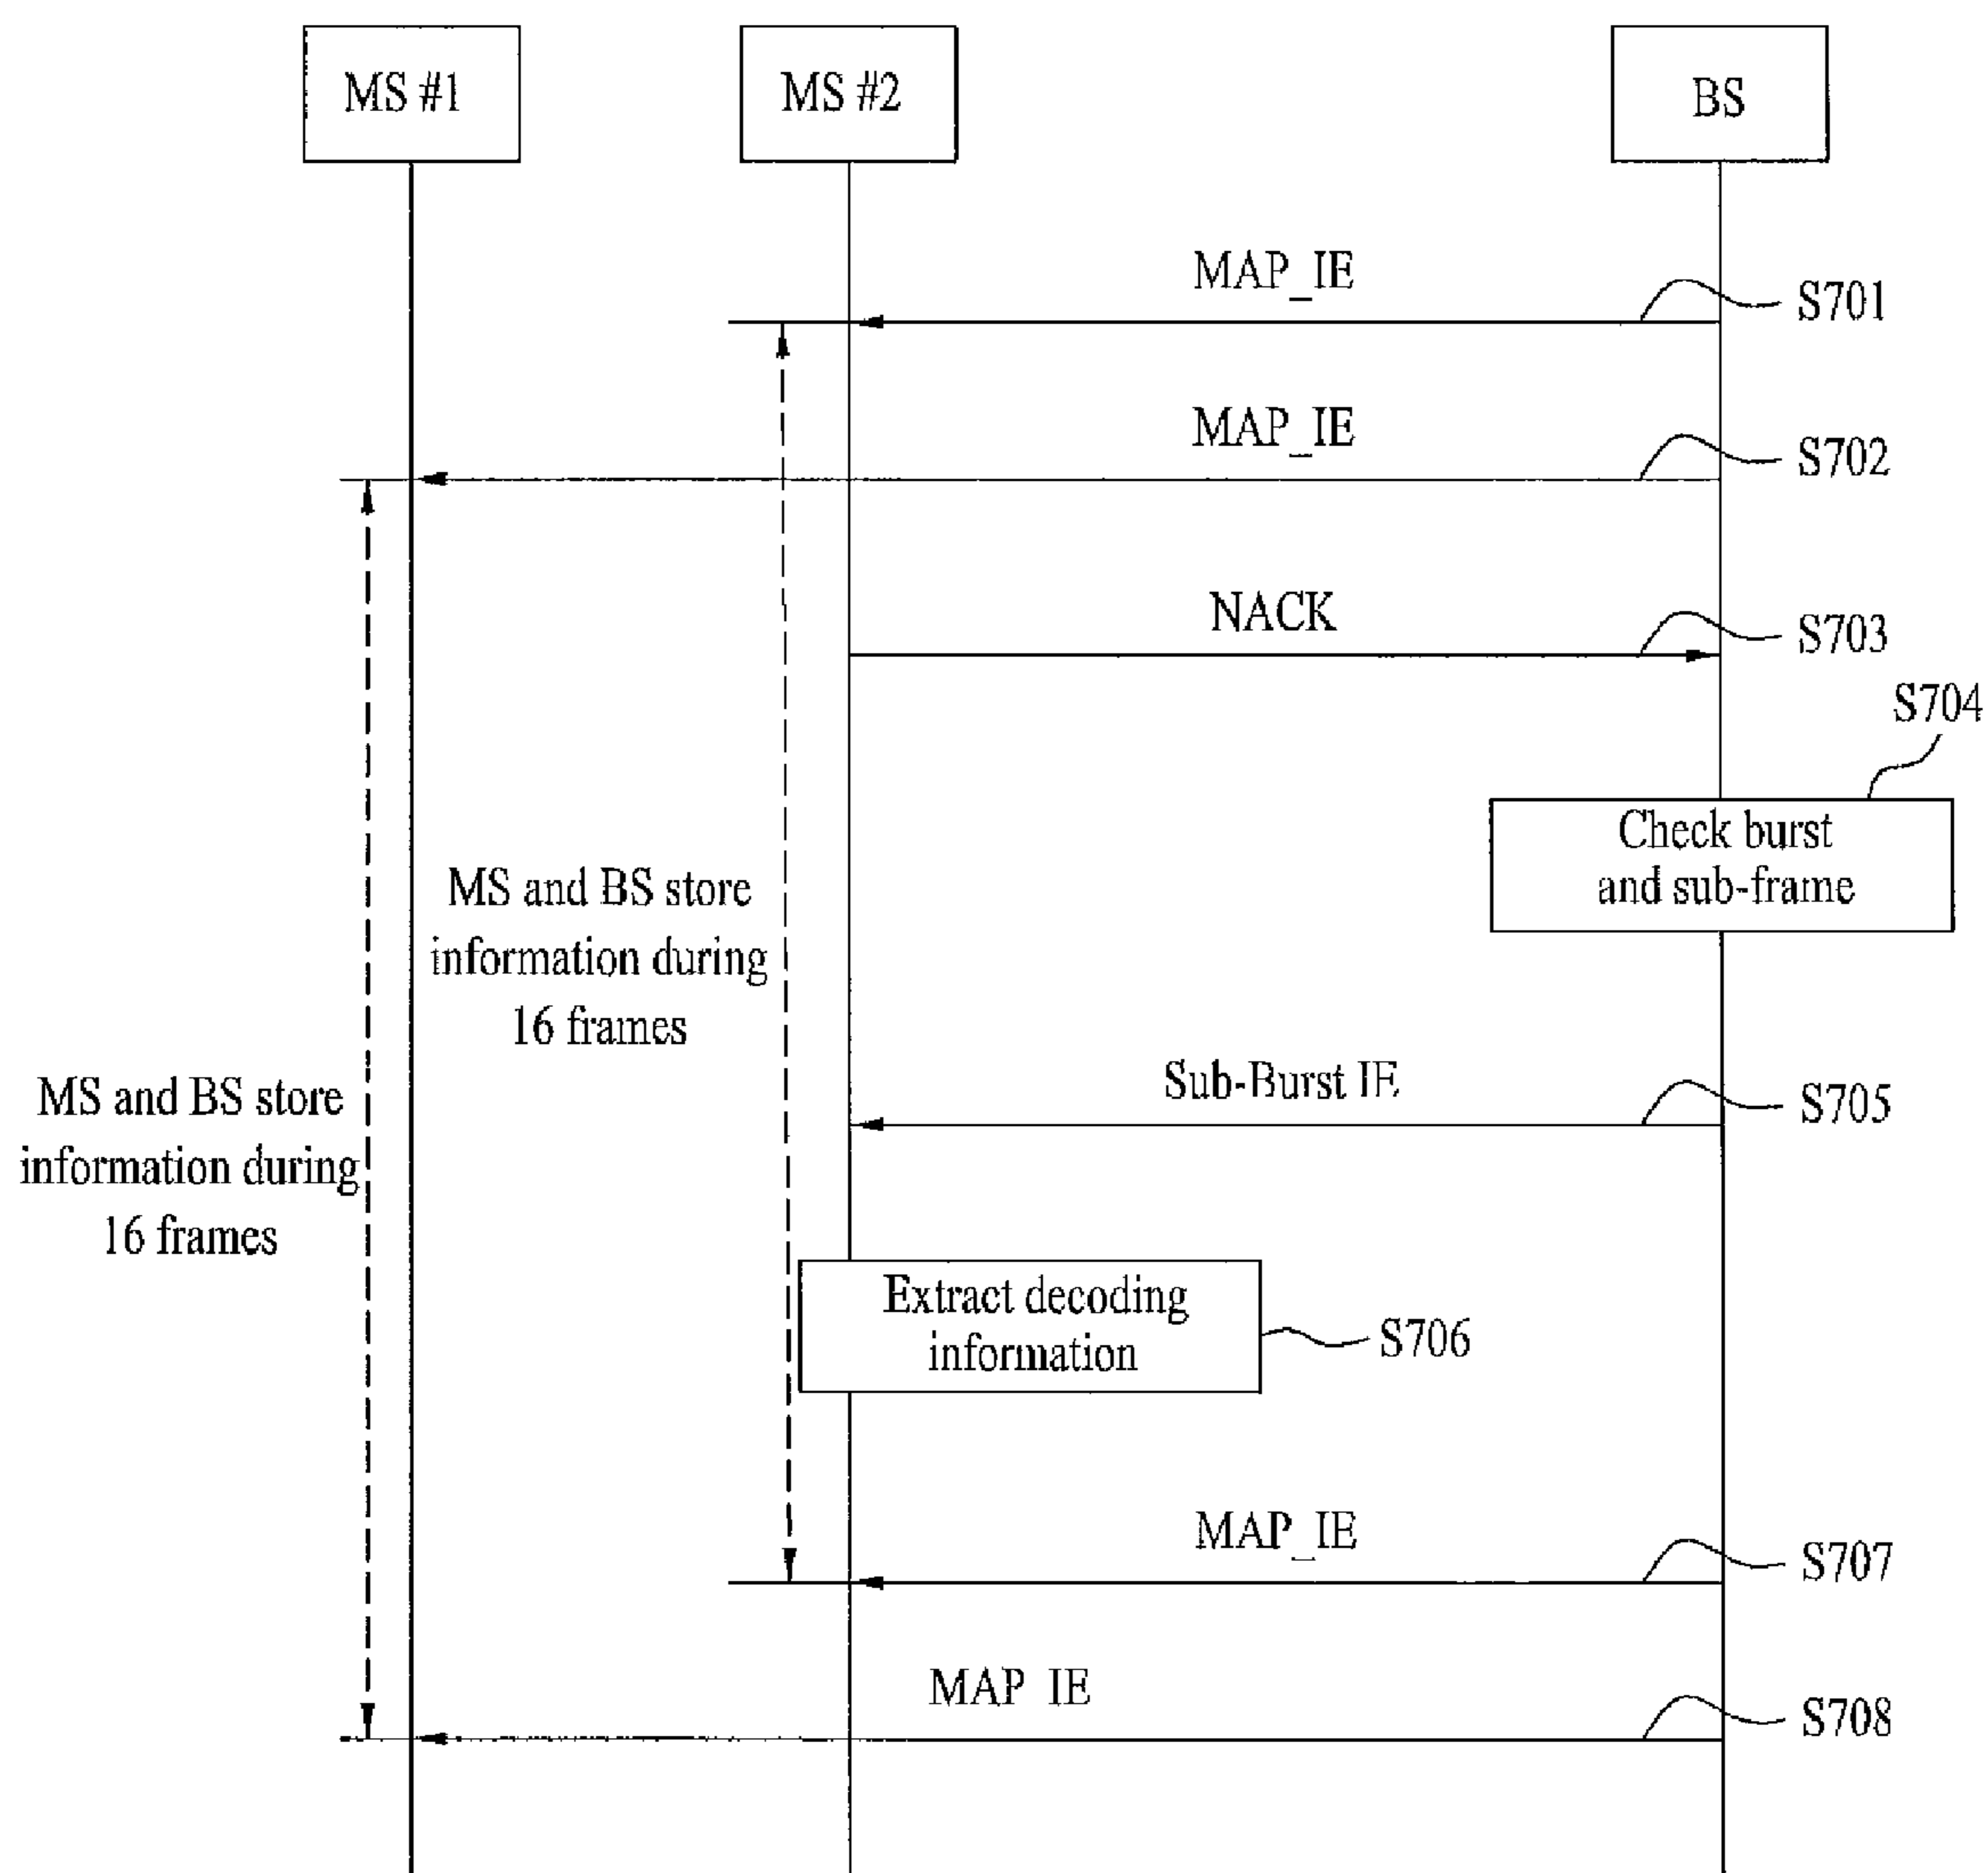 MS #1
MS #2
BS
MAP_IE
S701
MAP_IE
S702
NACK
S703
S704
Check burst
and sub-frame
MS and BS store
information during
16 frames
MS and BS store
information during
16 frames
Sub-Burst IE
S705
Extract decoding
information
S706
MAP_IE
S707
MAP IE
S708